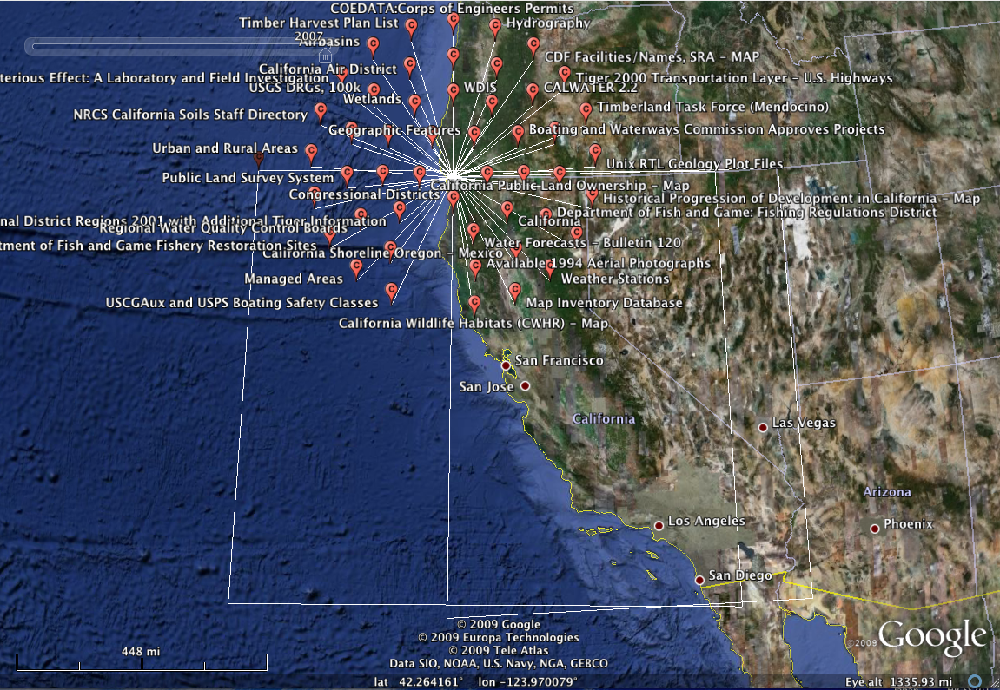 COEDATA:Corps of Engineers Permits
Timber Harvest Plan List
Hydrography
2007
Airbasins
CDF Facilities/Names, SRA - MAP
California Air District
terious Effect: A Laboratory and Field Investigation
Tiger 2000 Transportation Layer - U.S. Highways
USGS DRGs, 100k
WDIS
CALWATER 2.2
Wetlands
Timberland Task Force (Mendocino)
NRCS California Soils Staff Directory
Geographic Features
Boating and Waterways Commission Approves Projects
Urban and Rural Areas
Unix RTL Geology Plot Files
Public Land Survey System
California Public Land Ownership - Map
Congressional Districts
Historical Progression of Development in California - Map
Department of Fish and Game: Fishing Regulations District
nal District Regions 2001 with Additional Tiger Information
California
Regional Water Quality Control Boards
tment of Fish and Game Fishery Restoration Sites
Water Forecasts - Bulletin 120
California Shoreline Oregon - Mexico
Available 1994 Aerial Photographs
Managed Areas
Weather Stations
USCGAux and USPS Boating Safety Classes
Map Inventory Database
California Wildlife Habitats (CWHR) - Map
San Francisco
San Jose
California
Las Vegas
Arizona
Los Angeles
Phoenix
San Diego
© 2009 Google
© 2009 Europa Technologies
© 2009 Tele Atlas
Data SIO, NOAA, U.S. Navy, NGA, GEBCO
©2009 Google
448 mi
lat 42.264161° lon -123.970079°
Eye alt 1335.93 mi